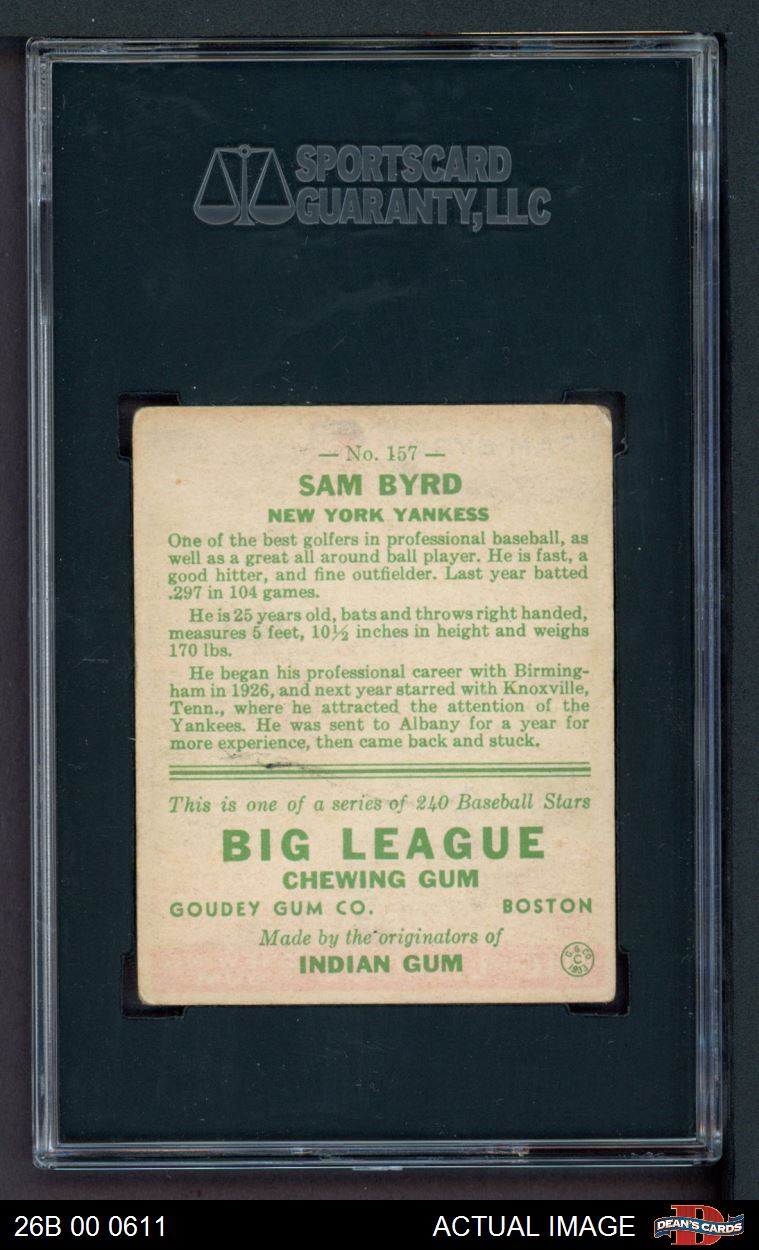 SPORTSCARD
GUARANTY, LLC
— No. 157 —
SAM BYRD
NEW YORK YANKESS
One of the best golfers in professional baseball, as
well as a great all around ball player. He is fast, a
good hitter, and fine outfielder. Last year batted
.297 in 104 games.
He is 25 years old, bats and throws right handed,
measures 5 feet, 10½ inches in height and weighs
170 lbs.
He began his professional career with Birming-
ham in 1926, and next year starred with Knoxville,
Tenn., where he attracted the attention of the
Yankees. He was sent to Albany for a year for
more experience, then came back and stuck.
This is one of a series of 240 Baseball Stars
BIG LEAGUE
CHEWING GUM
GOUDEY GUM CO. BOSTON
Made by the originators of
INDIAN GUM
G. G. CO
C
1933
26B 00 0611 ACTUAL IMAGE D DEAN'S CARDS